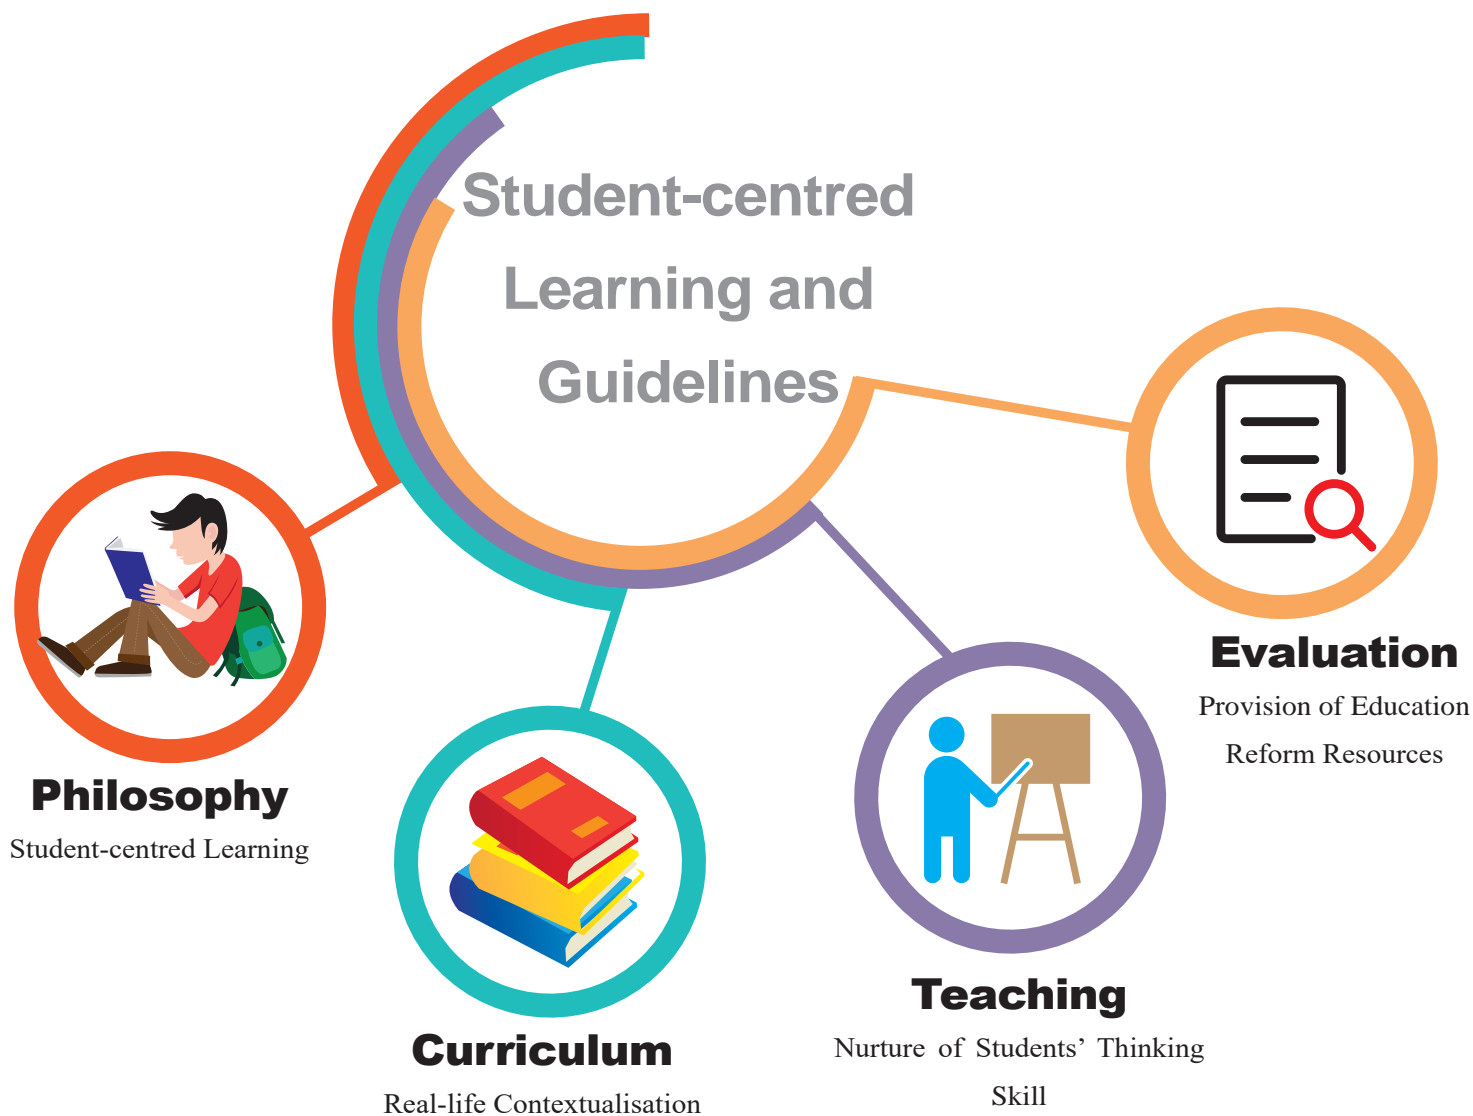 Student-centred
Learning and
Guidelines
Philosophy
Student-centred Learning
Curriculum
Real-life Contextualisation
Teaching
Nurture of Students’ Thinking
Skill
Evaluation
Provision of Education
Reform Resources